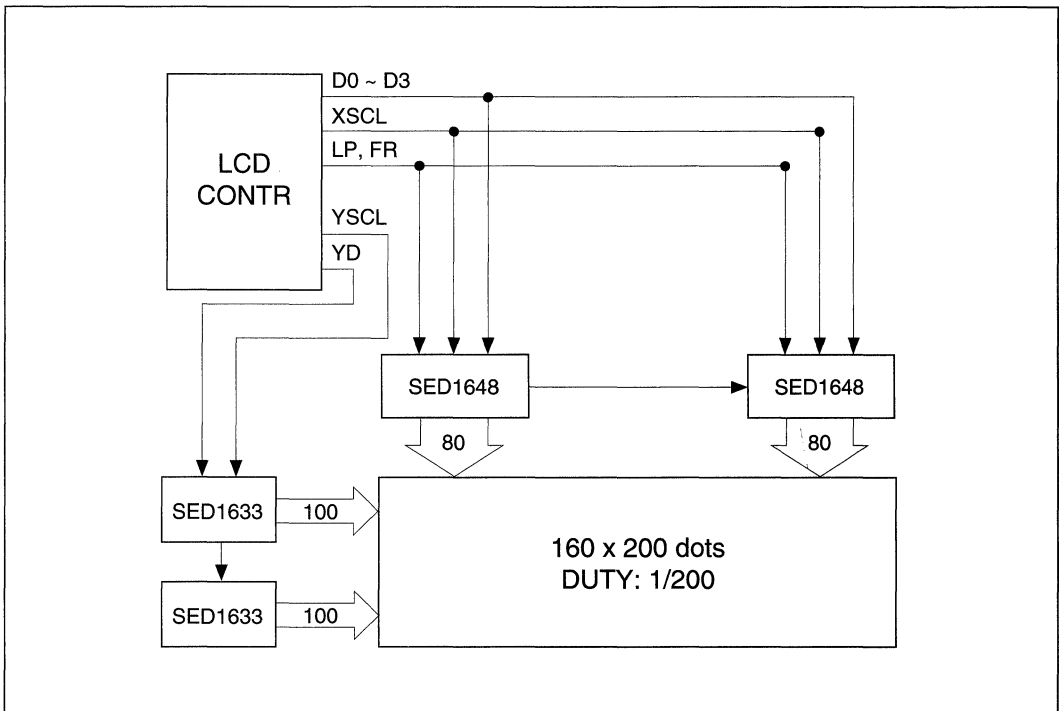 D0 ~ D3
XSCL
LP, FR
LCD
CONTR
YSCL
YD
SED1648
SED1648
80
80
SED1633
100
160 x 200 dots
DUTY: 1/200
SED1633
100